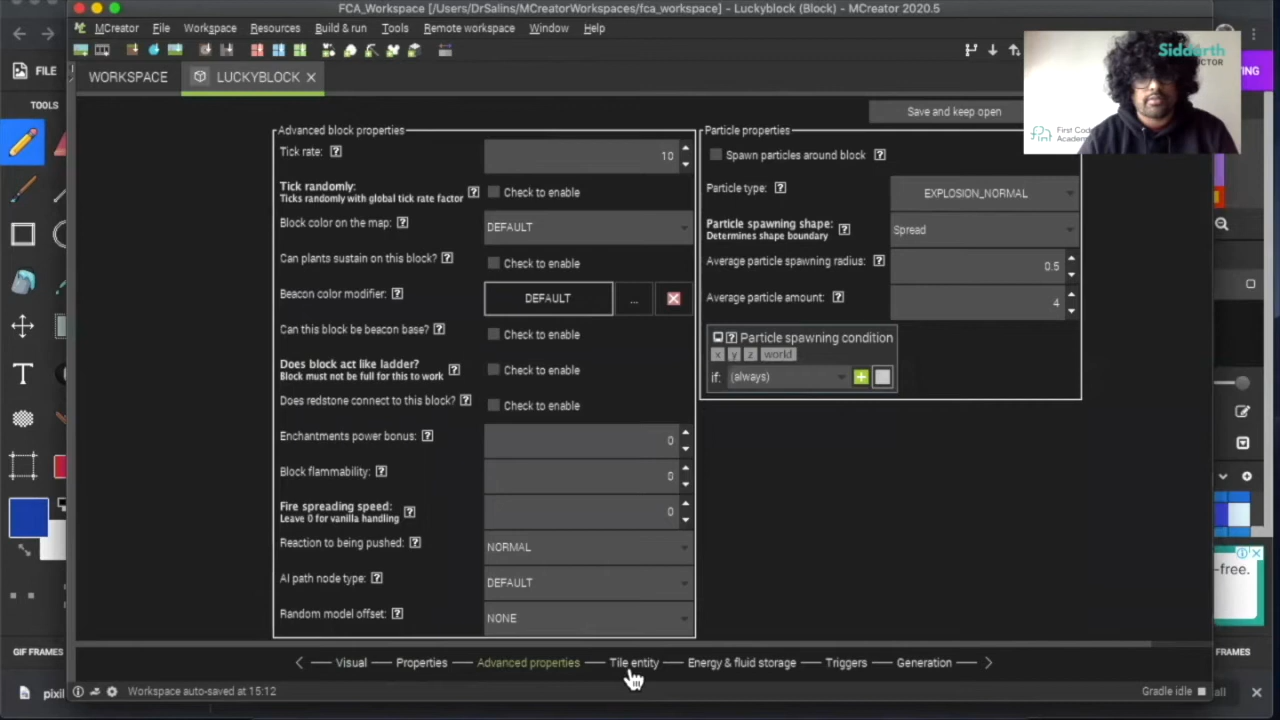 FCA_Workspace [/Users/DrSalins/MCreatorWorkspaces/fca_workspace] - Luckyblock (Block) - MCreator 2020.5
MCreator File Workspace Resources Build & run Tools Remote workspace Window Help
Siddarth
FILE
WORKSPACE
LUCKYBLOCK
TOOLS
Save and keep open
First Code
Academy
Advanced block properties
Tick rate: ? 10
Tick randomly: ? Check to enable
Ticks randomly with global tick rate factor
Block color on the map: ? DEFAULT
Can plants sustain on this block? ? Check to enable
Beacon color modifier: ? DEFAULT ...
Can this block be beacon base? ? Check to enable
Does block act like ladder? ? Check to enable
Block must not be full for this to work
Does redstone connect to this block? ? Check to enable
Enchantments power bonus: ? 0
Block flammability: ? 0
Fire spreading speed: ? 0
Leave 0 for vanilla handling
Reaction to being pushed: ? NORMAL
AI path node type: ? DEFAULT
Random model offset: ? NONE
Particle properties
Spawn particles around block ?
Particle type: ? EXPLOSION_NORMAL
Particle spawning shape: ? Spread
Determines shape boundary
Average particle spawning radius: ? 0.5
Average particle amount: ? 4
? Particle spawning condition
x y z world
if: (always)
-free.
Visual Properties Advanced properties Tile entity Energy & fluid storage Triggers Generation
GIF FRAMES
FRAMES
Workspace auto-saved at 15:12
Gradle idle
pixil
all